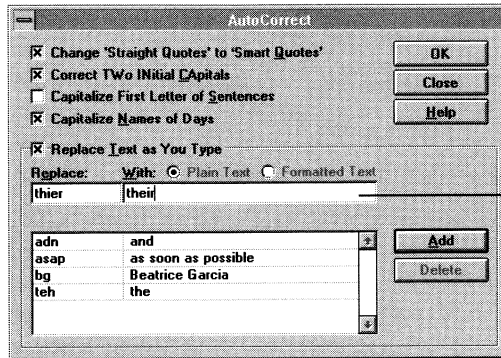 AutoCorrect
Change 'Straight Quotes' to ‘Smart Quotes’
OK
Correct TWo INitial CApitals
Close
Capitalize First Letter of Sentences
Help
Capitalize Names of Days
Replace Text as You Type
Replace: With: Plain Text Formatted Text
thier their
adn and
Add
asap as soon as possible
bg Beatrice Garcia
Delete
teh the